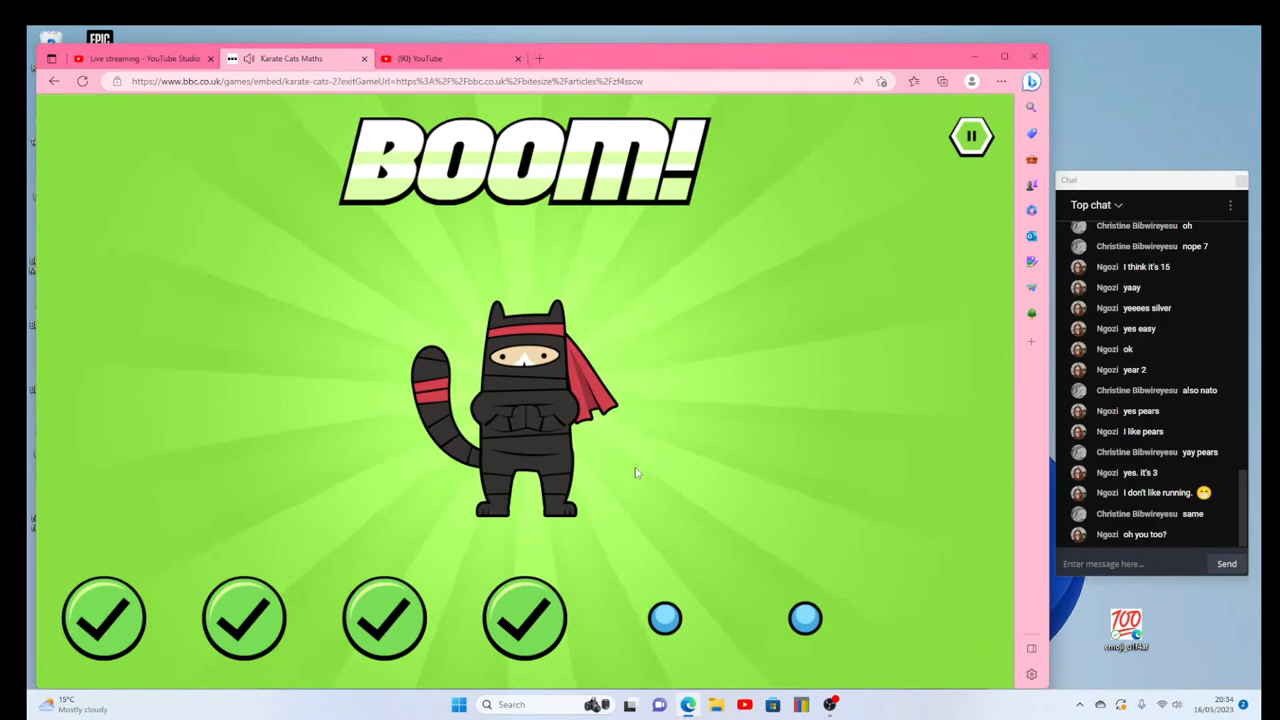 EPIC
Live streaming - YouTube Studio
Karate Cats Maths
(90) YouTube
https://www.bbc.co.uk/games/embed/karate-cats-2?exitGameUrl=https%3A%2F%2Fbbc.co.uk%2Fbitesize%2Farticles%2Fzf4sscw
BOOM!
Chat
Top chat
Christine Bibwireyesu oh
Christine Bibwireyesu nope 7
Ngozi I think it's 15
Ngozi yaay
Ngozi yeeees silver
Ngozi yes easy
Ngozi ok
Ngozi year 2
Christine Bibwireyesu also nato
Ngozi yes pears
Ngozi I like pears
Christine Bibwireyesu yay pears
Ngozi yes. it's 3
Ngozi I don't like running.
Christine Bibwireyesu same
Ngozi oh you too?
Enter message here...
Send
100
emoji_u1f4af
15°C
Mostly cloudy
Search
20:34
16/05/2023
2